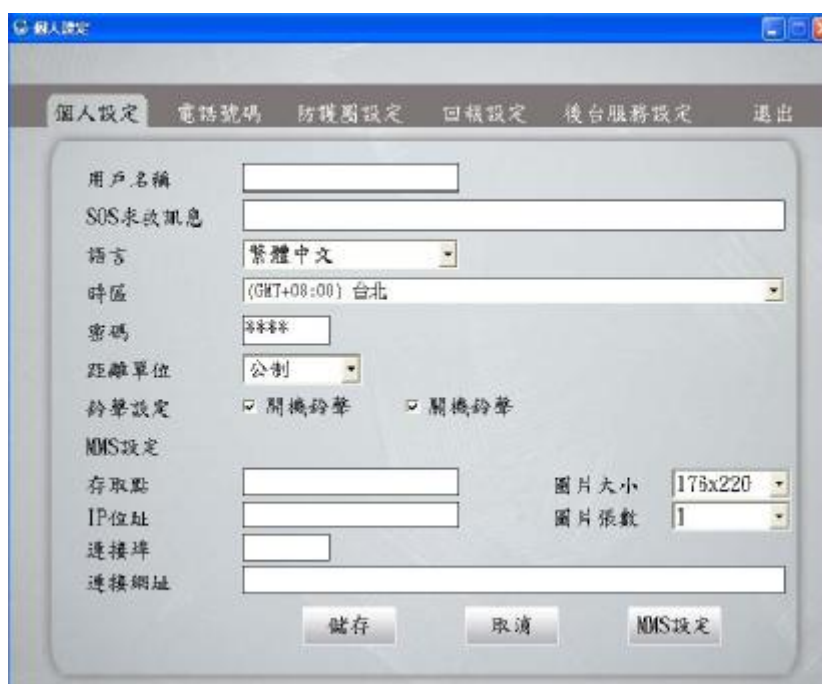 個人設定
個人設定 電話號碼 防護圈設定 回報設定 後台服務設定 退出
用戶名稱
SOS求救訊息
語言 繁體中文
時區 (GMT+08:00) 台北
密碼 ****
距離單位 公制
鈴聲設定 開機鈴聲 關機鈴聲
MMS設定
存取點 圖片大小 176x220
IP位址 圖片張數 1
連接埠
連接網址
儲存 取消 MMS設定